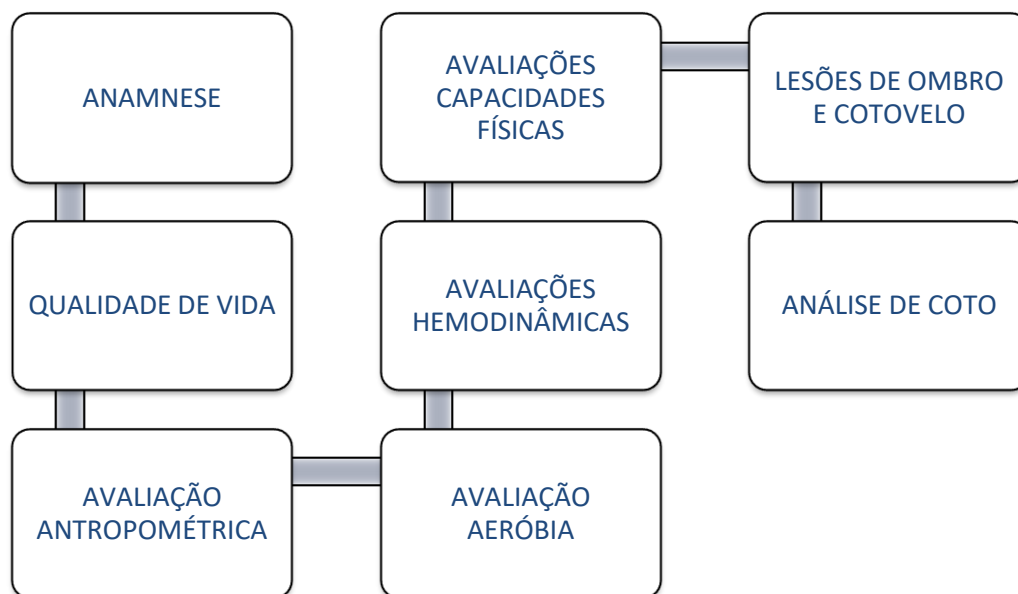 ANAMNESE
QUALIDADE DE VIDA
AVALIAÇÃO
ANTROPOMÉTRICA
AVALIAÇÃO
AERÓBIA
AVALIAÇÕES
HEMODINÂMICAS
AVALIAÇÕES
CAPACIDADES
FÍSICAS
LESÕES DE OMBRO
E COTOVELO
ANÁLISE DE COTO